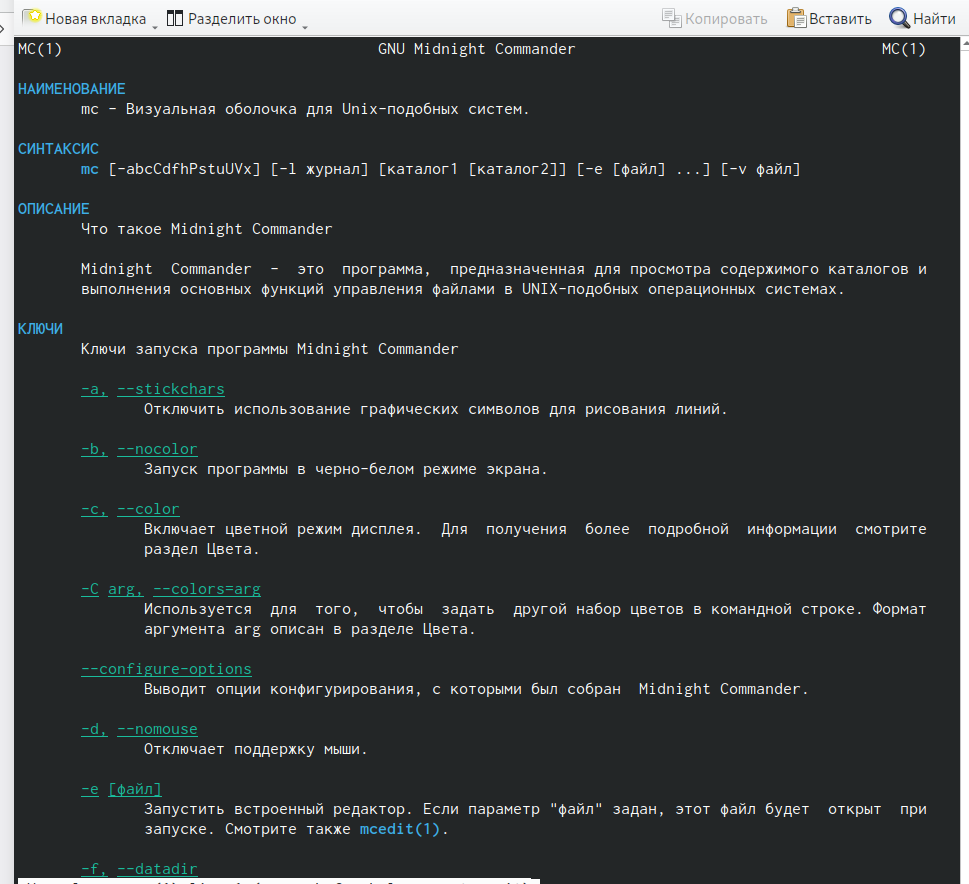 Новая вкладка Разделить окно Копировать Вставить Найти
MC(1) GNU Midnight Commander MC(1)
НАИМЕНОВАНИЕ
mc - Визуальная оболочка для Unix-подобных систем.
СИНТАКСИС
mc [-abcCdfhPstuUVx] [-l журнал] [каталог1 [каталог2]] [-e [файл] ...] [-v файл]
ОПИСАНИЕ
Что такое Midnight Commander
Midnight Commander - это программа, предназначенная для просмотра содержимого каталогов и
выполнения основных функций управления файлами в UNIX-подобных операционных системах.
КЛЮЧИ
Ключи запуска программы Midnight Commander
-a, --stickchars
Отключить использование графических символов для рисования линий.
-b, --nocolor
Запуск программы в черно-белом режиме экрана.
-c, --color
Включает цветной режим дисплея. Для получения более подробной информации смотрите
раздел Цвета.
-C arg, --colors=arg
Используется для того, чтобы задать другой набор цветов в командной строке. Формат
аргумента arg описан в разделе Цвета.
--configure-options
Выводит опции конфигурирования, с которыми был собран Midnight Commander.
-d, --nomouse
Отключает поддержку мыши.
-e [файл]
Запустить встроенный редактор. Если параметр "файл" задан, этот файл будет открыт при
запуске. Смотрите также mcedit(1).
-f, --datadir